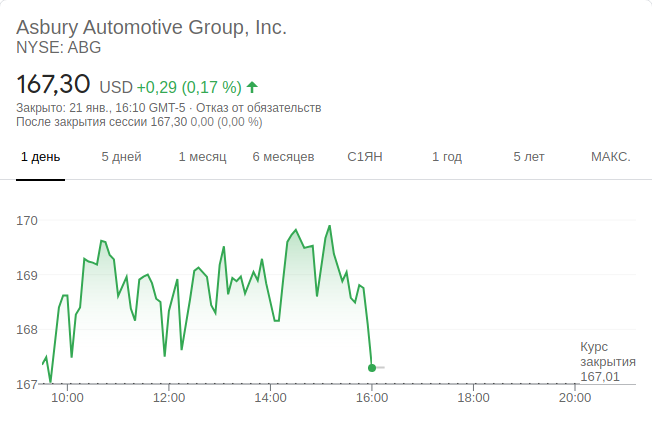 Asbury Automotive Group, Inc.
NYSE: ABG
167,30 USD +0,29 (0,17 %)
Закрыто: 21 янв., 16:10 GMT-5 · Отказ от обязательств
После закрытия сессии 167,30 0,00 (0,00 %)
1 день 5 дней 1 месяц 6 месяцев С1ЯН 1 год 5 лет МАКС.
170
169
168
Курс
закрытия
167,01
167
10:00 12:00 14:00 16:00 18:00 20:00